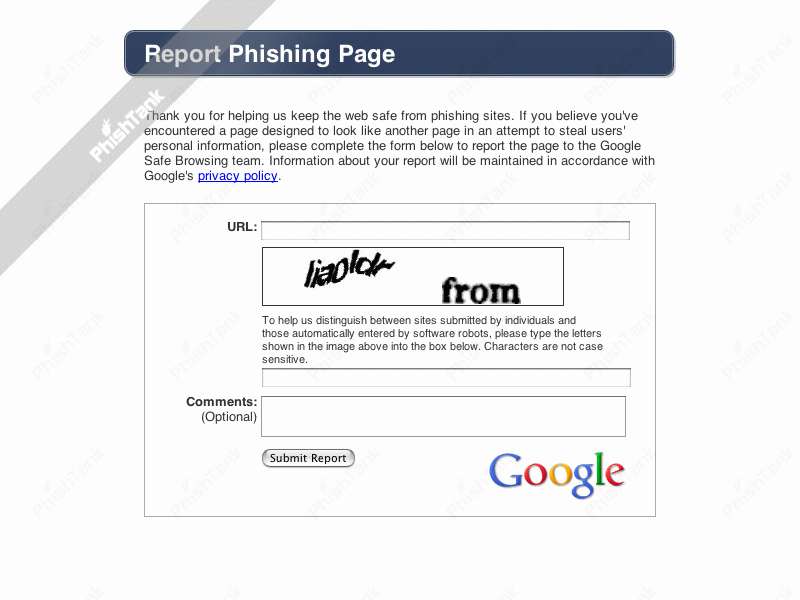 Report Phishing Page
PhishTank
Thank you for helping us keep the web safe from phishing sites. If you believe you've
encountered a page designed to look like another page in an attempt to steal users'
personal information, please complete the form below to report the page to the Google
Safe Browsing team. Information about your report will be maintained in accordance with
Google's privacy policy.
URL:
from
To help us distinguish between sites submitted by individuals and
those automatically entered by software robots, please type the letters
shown in the image above into the box below. Characters are not case
sensitive.
Comments:
(Optional)
Submit Report
Google